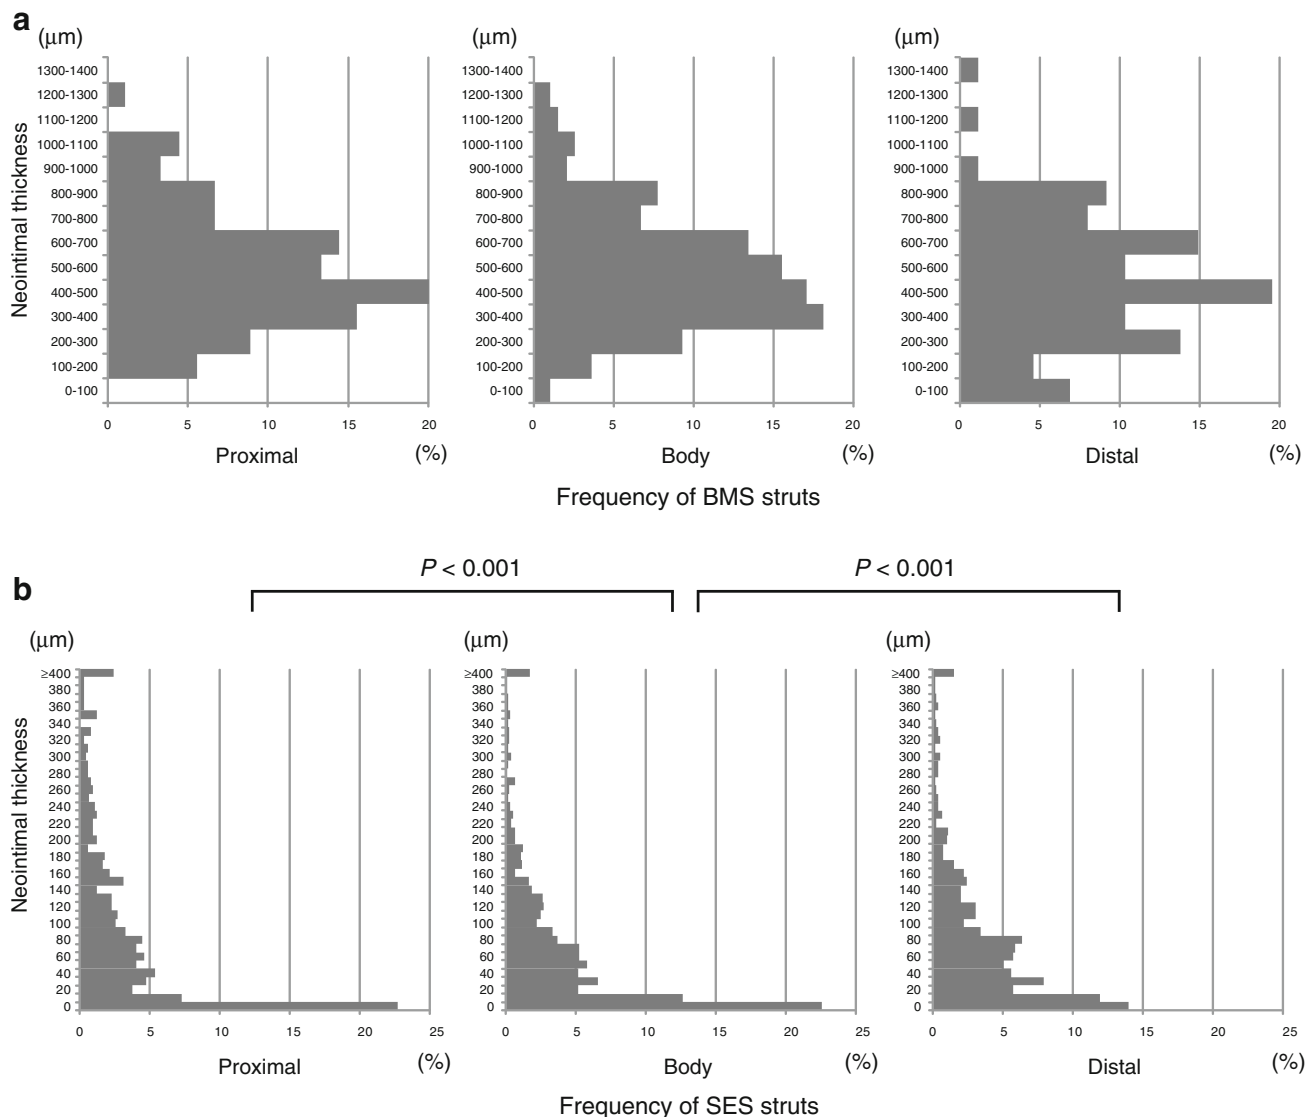 a
(μm) (μm) (μm)
Neointimal thickness
1300-1400 1300-1400 1300-1400
1200-1300 1200-1300 1200-1300
1100-1200 1100-1200 1100-1200
1000-1100 1000-1100 1000-1100
900-1000 900-1000 900-1000
800-900 800-900 800-900
700-800 700-800 700-800
600-700 600-700 600-700
500-600 500-600 500-600
400-500 400-500 400-500
300-400 300-400 300-400
200-300 200-300 200-300
100-200 100-200 100-200
0-100 0-100 0-100
0 5 10 15 20 0 5 10 15 20 0 5 10 15 20
Proximal (%) Body (%) Distal (%)
Frequency of BMS struts
P < 0.001 P < 0.001
b
(μm) (μm) (μm)
Neointimal thickness
≥400 ≥400 ≥400
380 380 380
360 360 360
340 340 340
320 320 320
300 300 300
280 280 280
260 260 260
240 240 240
220 220 220
200 200 200
180 180 180
160 160 160
140 140 140
120 120 120
100 100 100
80 80 80
60 60 60
40 40 40
20 20 20
0 0 0
0 5 10 15 20 25 0 5 10 15 20 25 0 5 10 15 20 25
Proximal (%) Body (%) Distal (%)
Frequency of SES struts